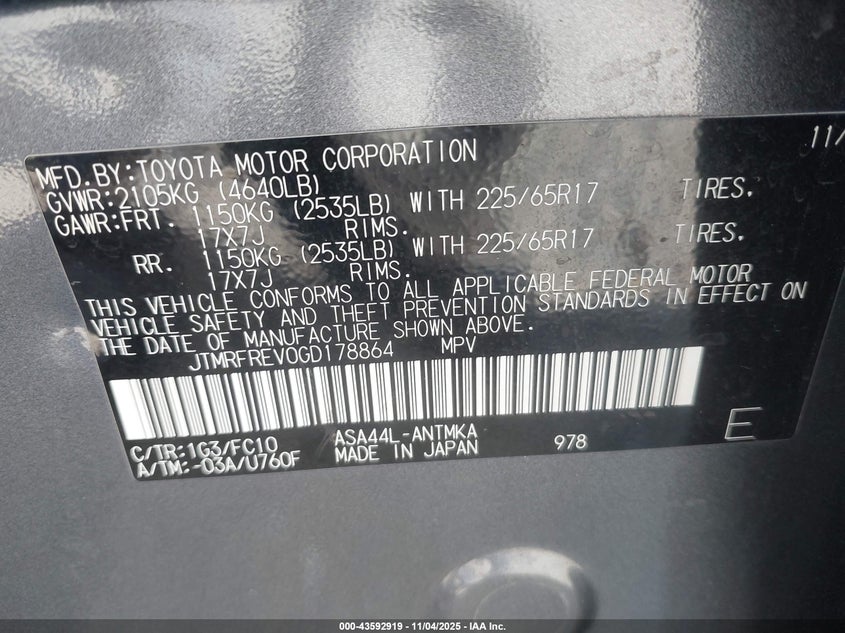 11/
MFD.BY:TOYOTA MOTOR CORPORATION
GVWR:2105KG (4640LB)
GAWR:FRT. 1150KG (2535LB) WITH 225/65R17 TIRES.
17X7J RIMS.
RR. 1150KG (2535LB) WITH 225/65R17 TIRES.
17X7J RIMS.
THIS VEHICLE CONFORMS TO ALL APPLICABLE FEDERAL MOTOR
VEHICLE SAFETY AND THEFT PREVENTION STANDARDS IN EFFECT ON
THE DATE OF MANUFACTURE SHOWN ABOVE.
JTMRFREV0GD178864 MPV
C/TR:1G3/FC10 ASA44L-ANTMKA 978 E
A/TM:-03A/U760F MADE IN JAPAN
000-43592919 - 11/04/2025 - IAA Inc.